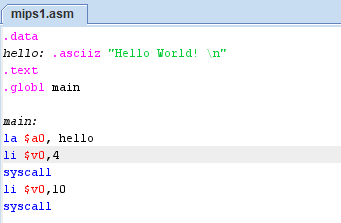 mips1.asm
.data
hello: .asciiz "Hello World! \n"
.text
.globl main
main:
la $a0, hello
li $v0,4
syscall
li $v0,10
syscall